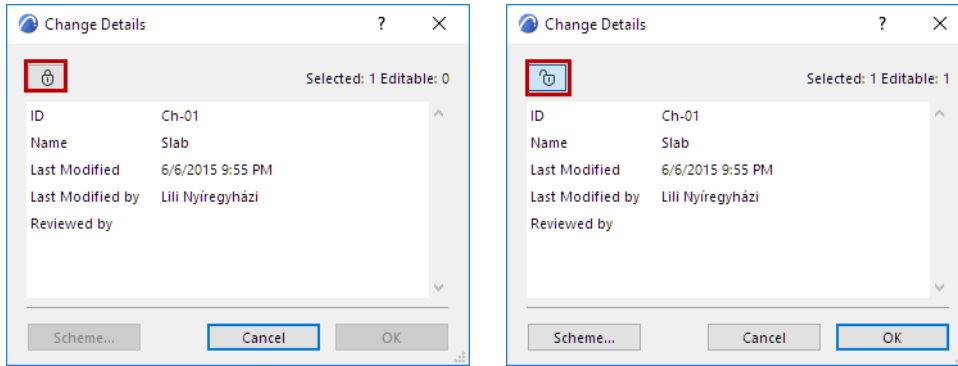 Change Details
Selected: 1 Editable: 0
ID Ch-01
Name Slab
Last Modified 6/6/2015 9:55 PM
Last Modified by Lili Nyíregyházi
Reviewed by
Scheme... Cancel OK
Change Details
Selected: 1 Editable: 1
ID Ch-01
Name Slab
Last Modified 6/6/2015 9:55 PM
Last Modified by Lili Nyíregyházi
Reviewed by
Scheme... Cancel OK